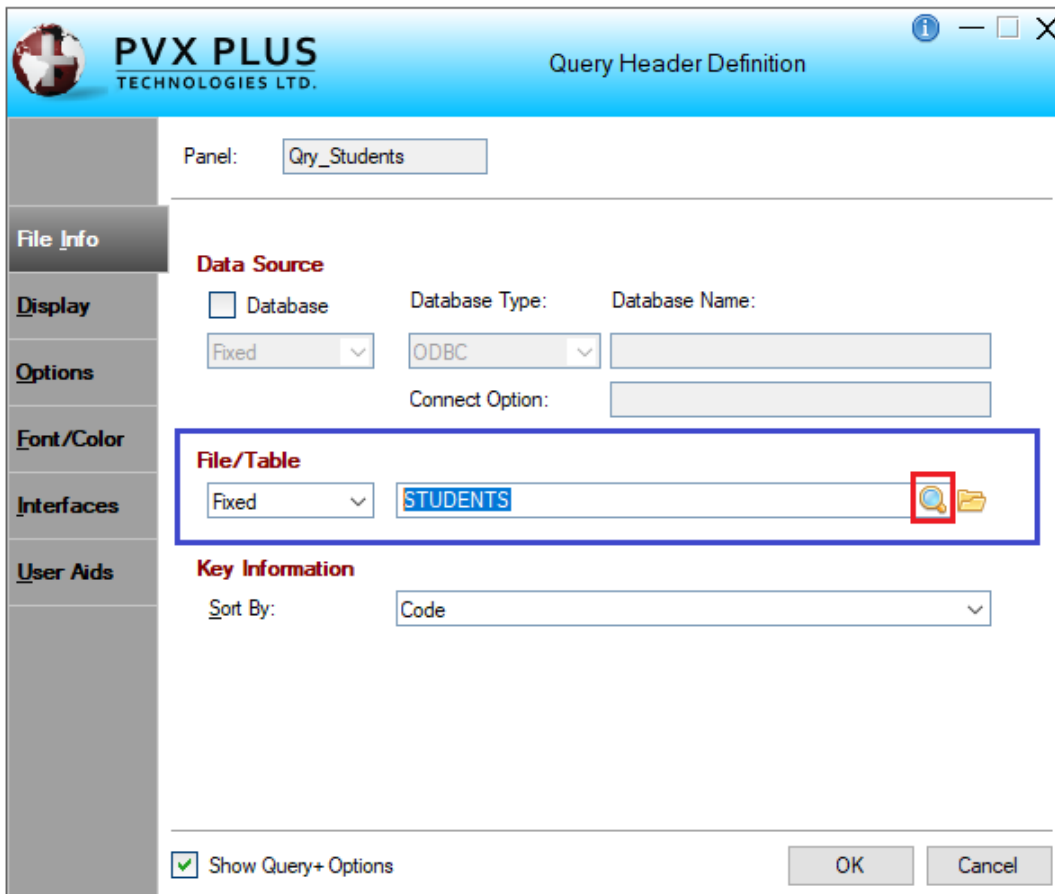 PVX PLUS
TECHNOLOGIES LTD.
Query Header Definition
Panel: Qry_Students
File Info
Display
Options
Font/Color
Interfaces
User Aids
Data Source
Database Database Type: Database Name:
Fixed ODBC
Connect Option:
File/Table
Fixed STUDENTS
Key Information
Sort By: Code
Show Query+ Options OK Cancel